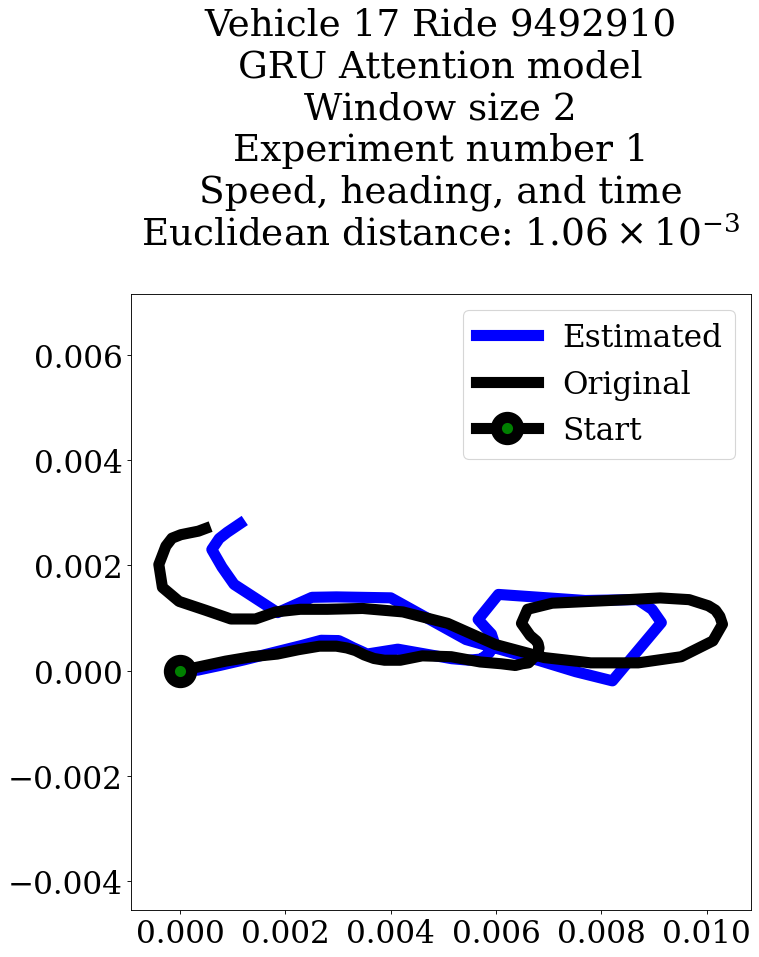 Vehicle 17 Ride 9492910
GRU Attention model
Window size 2
Experiment number 1
Speed, heading, and time
Euclidean distance: 1.06 × 10⁻³
Estimated
Original
Start
0.006
0.004
0.002
0.000
−0.002
−0.004
0.000 0.002 0.004 0.006 0.008 0.010